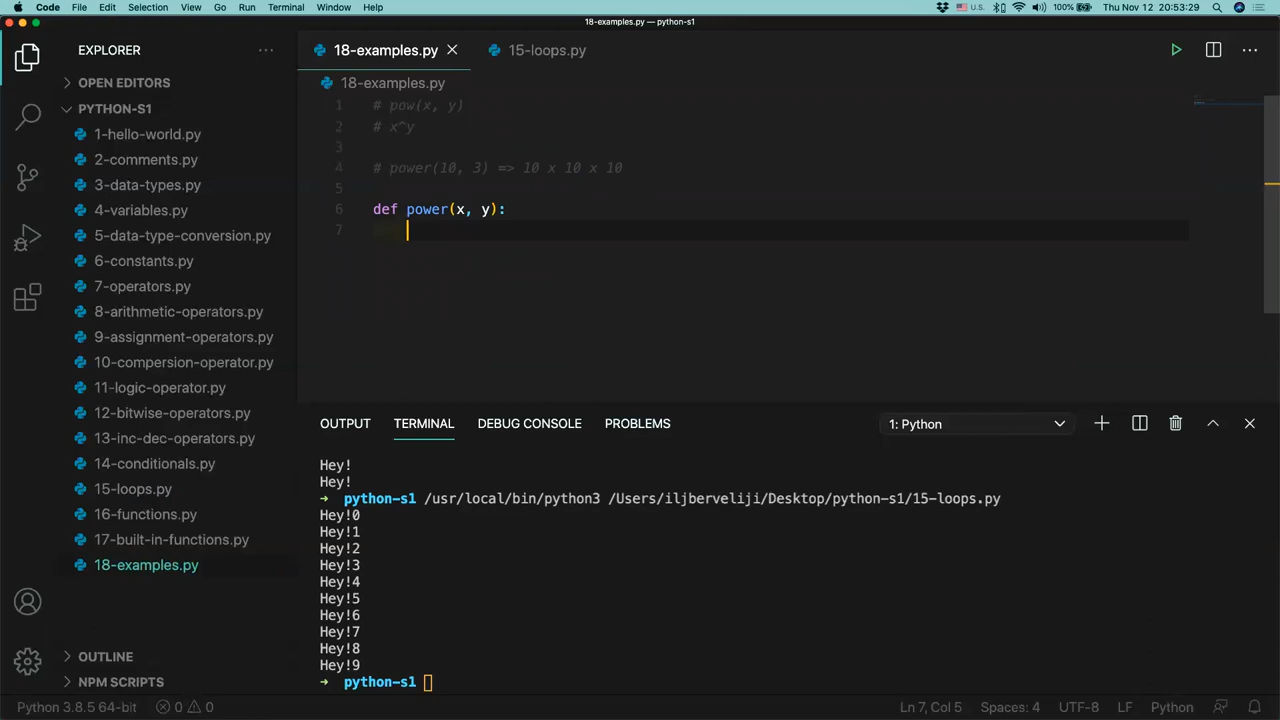 Code File Edit Selection View Go Run Terminal Window Help U.S. 100% Thu Nov 12 20:53:29
18-examples.py — python-s1
EXPLORER
18-examples.py
15-loops.py
OPEN EDITORS
18-examples.py
PYTHON-S1
1-hello-world.py
2-comments.py
3-data-types.py
4-variables.py
5-data-type-conversion.py
6-constants.py
7-operators.py
8-arithmetic-operators.py
9-assignment-operators.py
10-compersion-operator.py
11-logic-operator.py
12-bitwise-operators.py
13-inc-dec-operators.py
14-conditionals.py
15-loops.py
16-functions.py
17-built-in-functions.py
18-examples.py
OUTLINE
NPM SCRIPTS
1 # pow(x, y)
2 # x^y
3
4 # power(10, 3) => 10 x 10 x 10
5
6 def power(x, y):
7
OUTPUT TERMINAL DEBUG CONSOLE PROBLEMS 1: Python
Hey!
Hey!
→ python-s1 /usr/local/bin/python3 /Users/iljberveliji/Desktop/python-s1/15-loops.py
Hey!0
Hey!1
Hey!2
Hey!3
Hey!4
Hey!5
Hey!6
Hey!7
Hey!8
Hey!9
→ python-s1
Python 3.8.5 64-bit 0 0 Ln 7, Col 5 Spaces: 4 UTF-8 LF Python